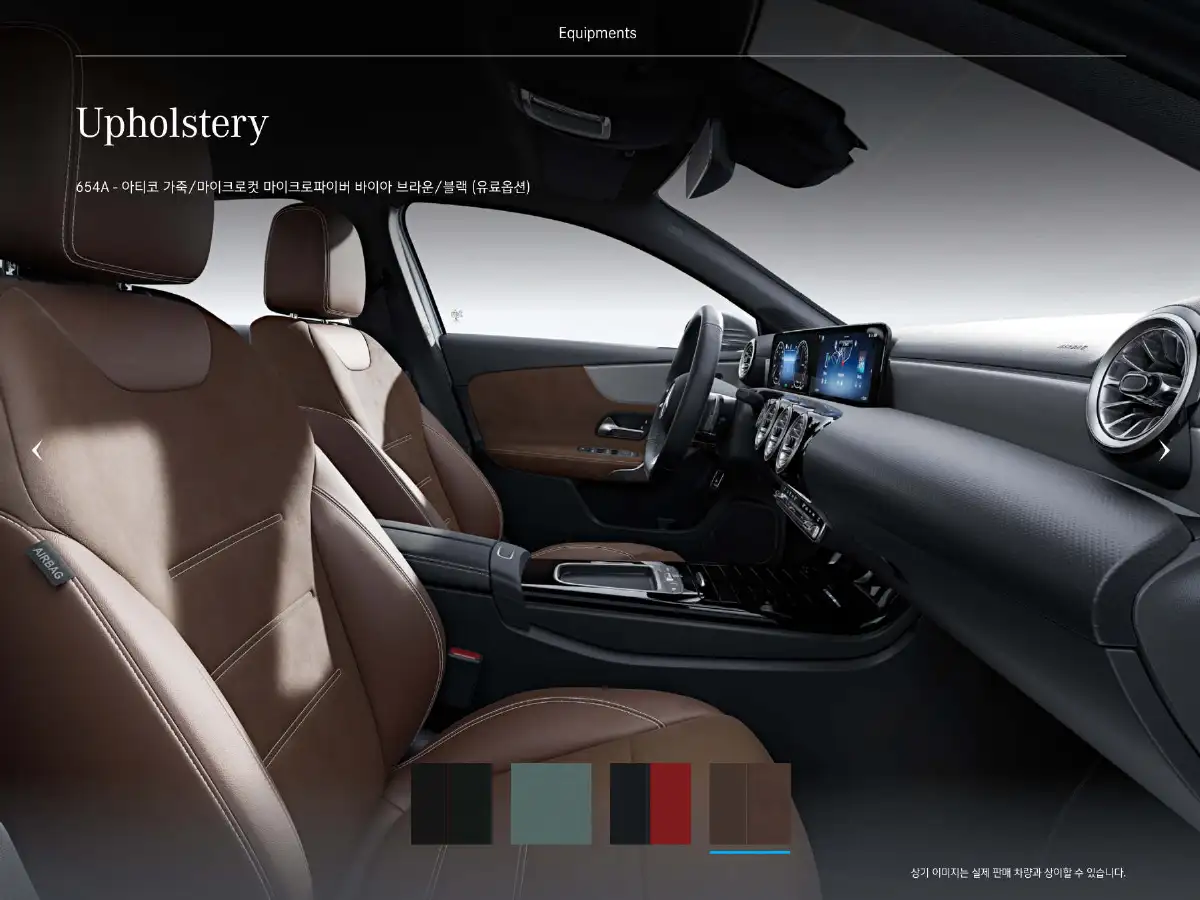 Equipments
Upholstery
654A - 아티코 가죽/마이크로컷 마이크로파이버 바이아 브라운/블랙 (유료옵션)
AIRBAG
상기 이미지는 실제 판매 차량과 상이할 수 있습니다.